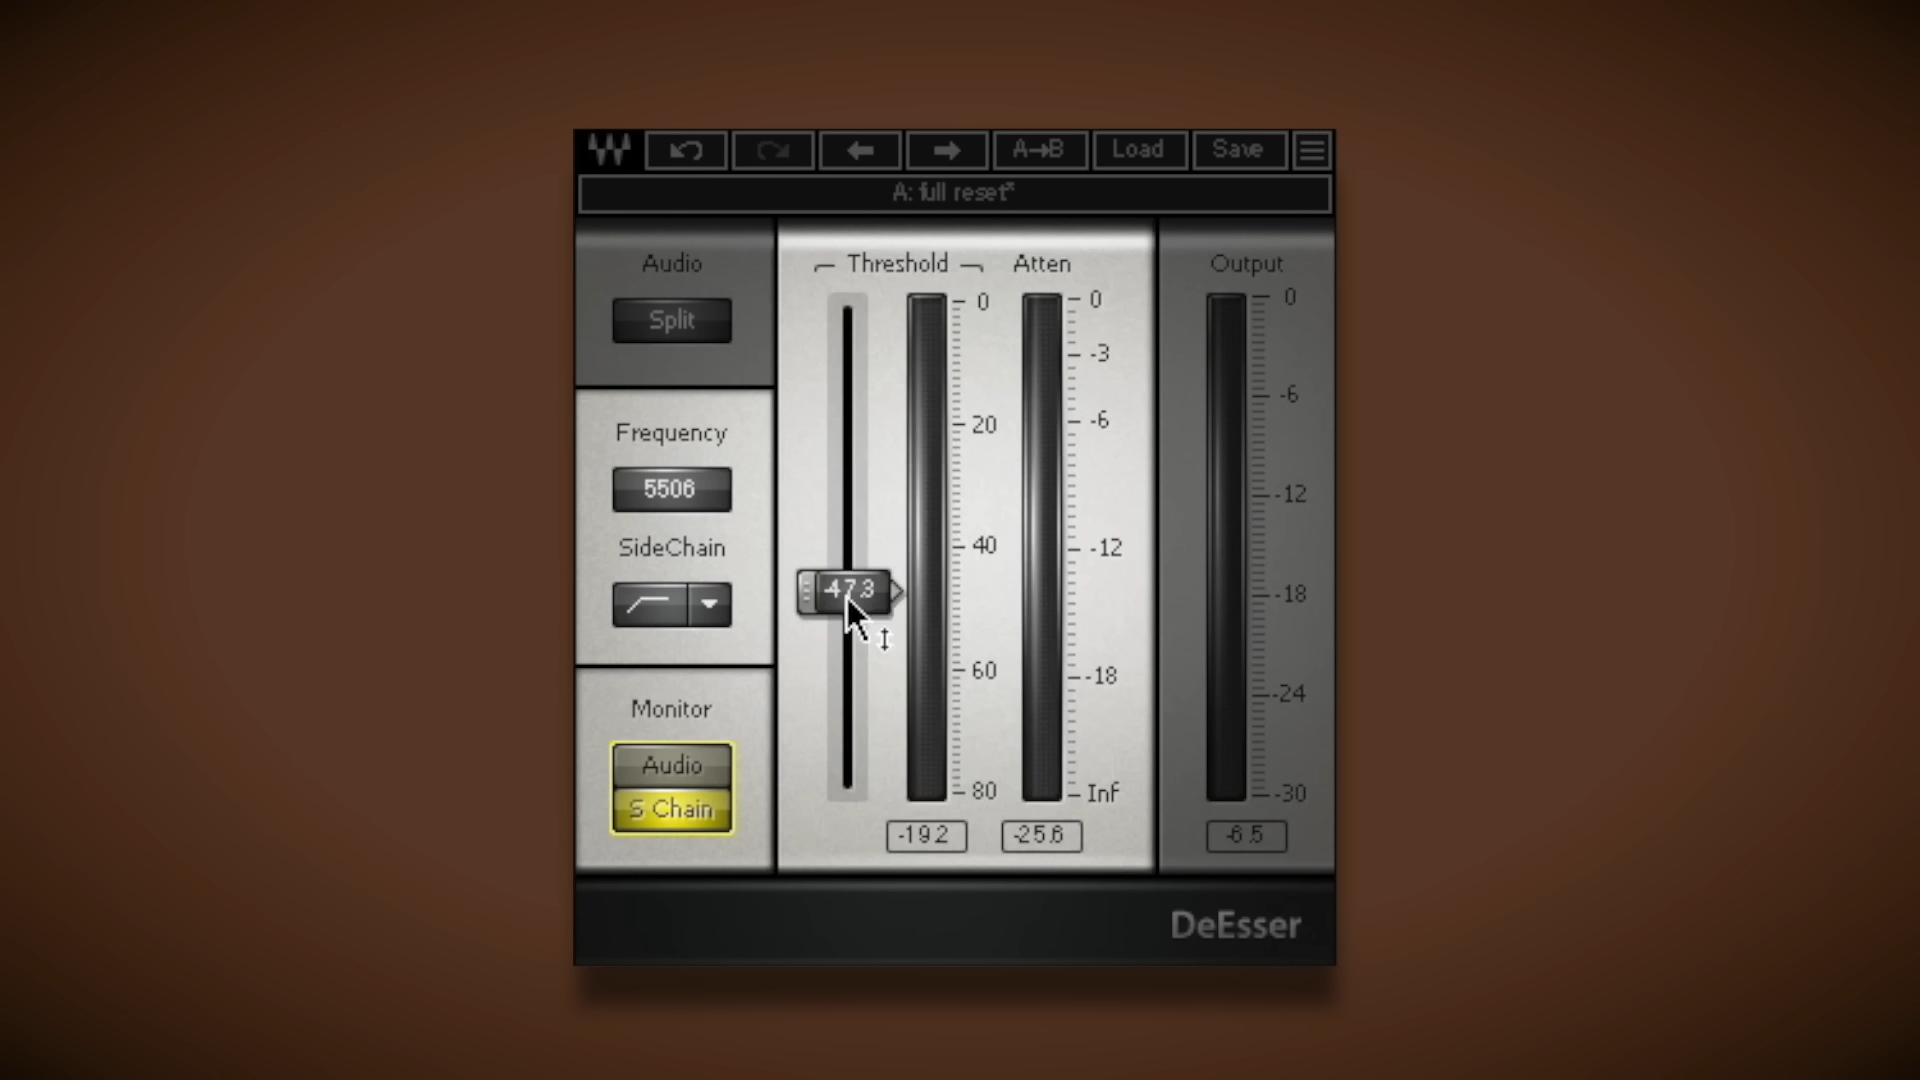 A→B Load Save
A: full reset*
Audio
Split
Frequency
5506
SideChain
Monitor
Audio
S Chain
Threshold
-47.3
0
20
40
60
80
-19.2
Atten
0
-3
-6
-12
-18
Inf
-25.6
Output
0
-6
-12
-18
-24
-30
-6.5
DeEsser